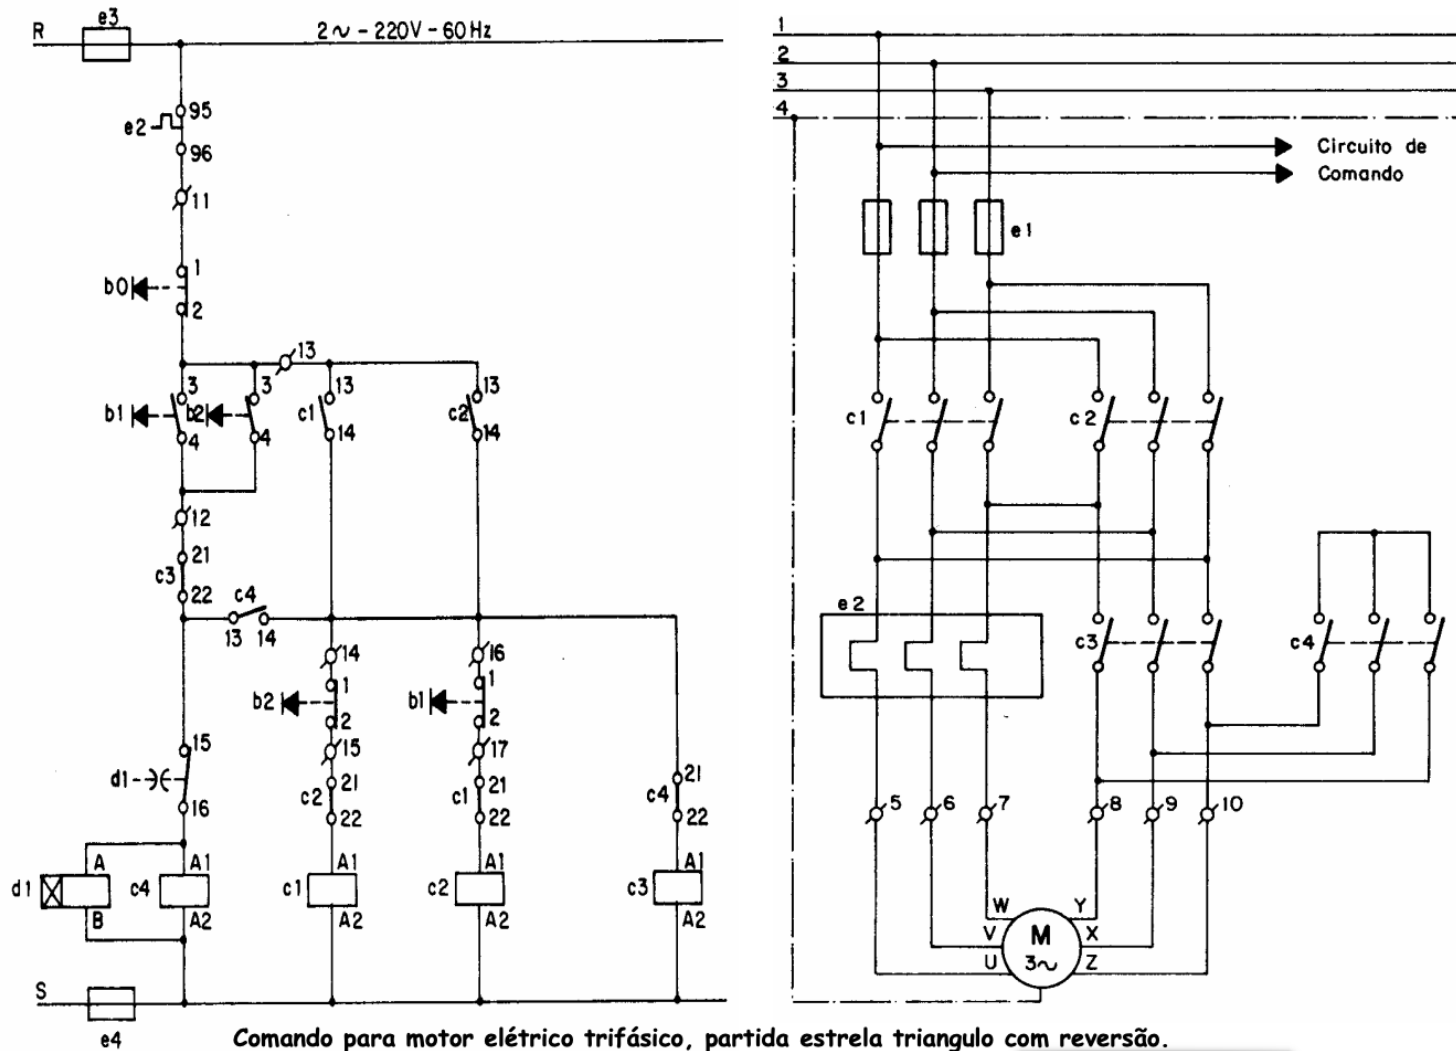 R e3 2∿ - 220V - 60Hz
95
e2
96
11
1
b0
2
13
3 3 13 13
b1 b2 c1 c2
4 4 14 14
12
21
c3
22 c4
13 14
14 16
1 1
b2 b1
2 2
15 15 17
d1 21 21 21
c2 c1 c4
16 22 22 22
A A1 A1 A1 A1
d1 c4 c1 c2 c3
B A2 A2 A2 A2
S
e4
1
2
3
4
Circuito de
Comando
e1
c1 c2
e2
c3 c4
5 6 7 8 9 10
W Y
V M X
U 3∿ Z
Comando para motor elétrico trifásico, partida estrela triangulo com reversão.